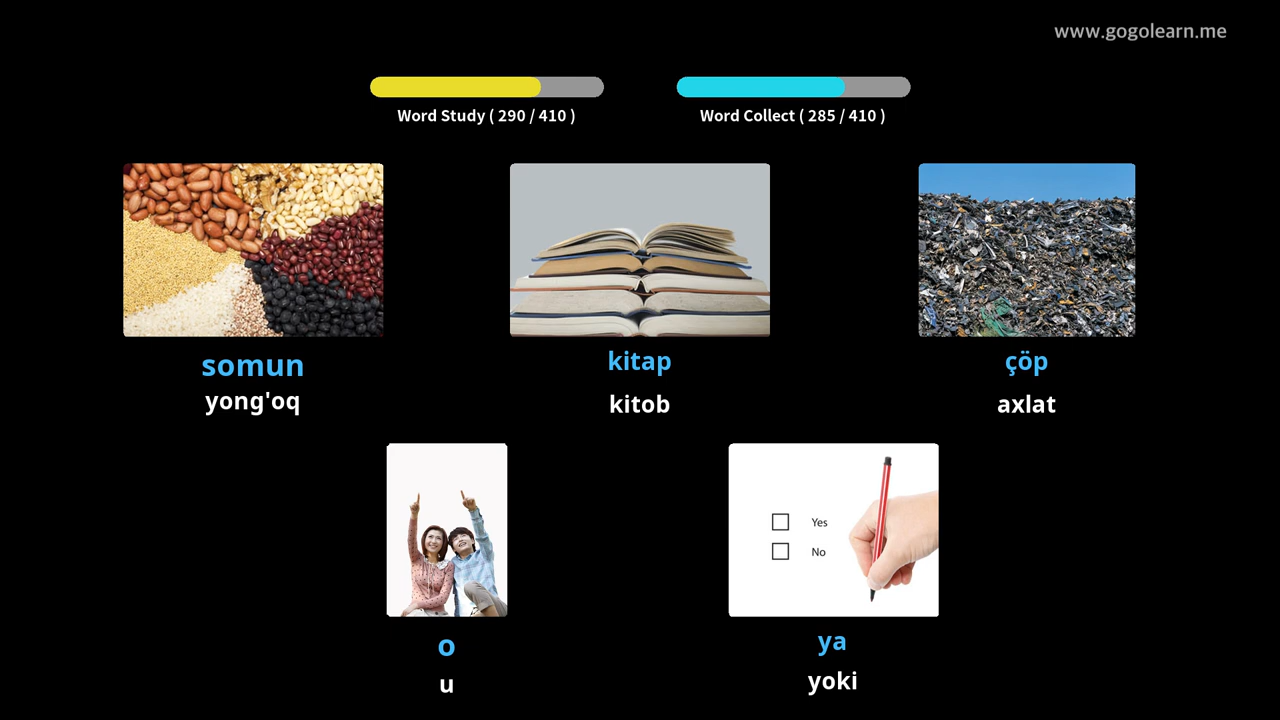 www.gogolearn.me
Word Study ( 290 / 410 )
Word Collect ( 285 / 410 )
somun
yong'oq
kitap
kitob
çöp
axlat
Yes
No
o
u
ya
yoki